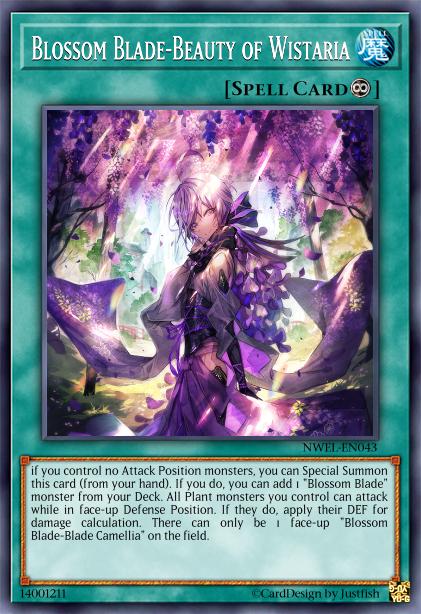 Blossom Blade-Beauty of Wistaria
SPELL
魔
[Spell Card]
NWEL-EN043
if you control no Attack Position monsters, you can Special Summon
this card (from your hand). If you do, you can add 1 "Blossom Blade"
monster from your Deck. All Plant monsters you control can attack
while in face-up Defense Position. If they do, apply their DEF for
damage calculation. There can only be 1 face-up "Blossom
Blade-Blade Camellia" on the field.
14001211
©CardDesign by Justfish